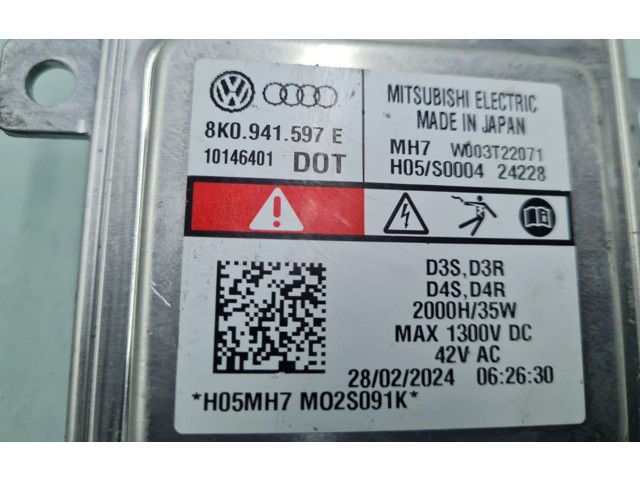 8K0.941.597 E
10146401 DOT
MITSUBISHI ELECTRIC
MADE IN JAPAN
MH7 W003T22071
H05/S0004 24228
D3S,D3R
D4S,D4R
2000H/35W
MAX 1300V DC
42V AC
28/02/2024 06:26:30
*H05MH7 MO2S091K*